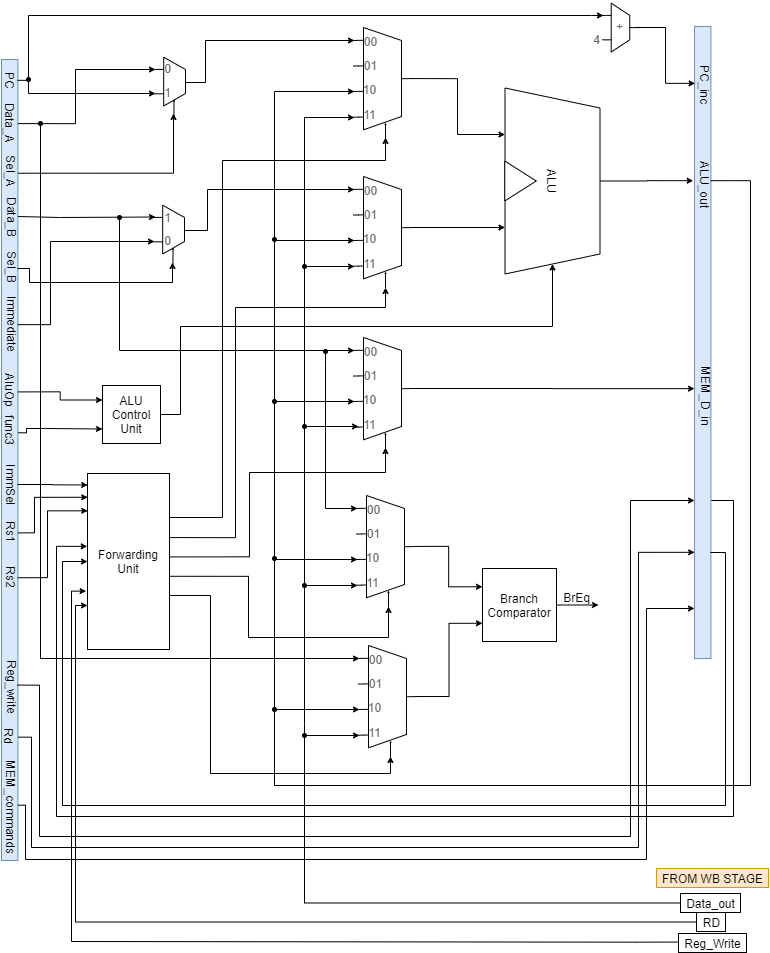 PC
Data_A
Sel_A
Data_B
Sel_B
Immediate
AluOp
func3
ImmSel
Rs1
Rs2
Reg_write
Rd
MEM_commands
0
1
1
0
00
01
10
11
00
01
10
11
00
01
10
11
00
01
10
11
00
01
10
11
+
4
ALU
ALU
Control
Unit
Forwarding
Unit
Branch
Comparator
BrEq
PC_inc
ALU_out
MEM_D_in
FROM WB STAGE
Data_out
RD
Reg_Write